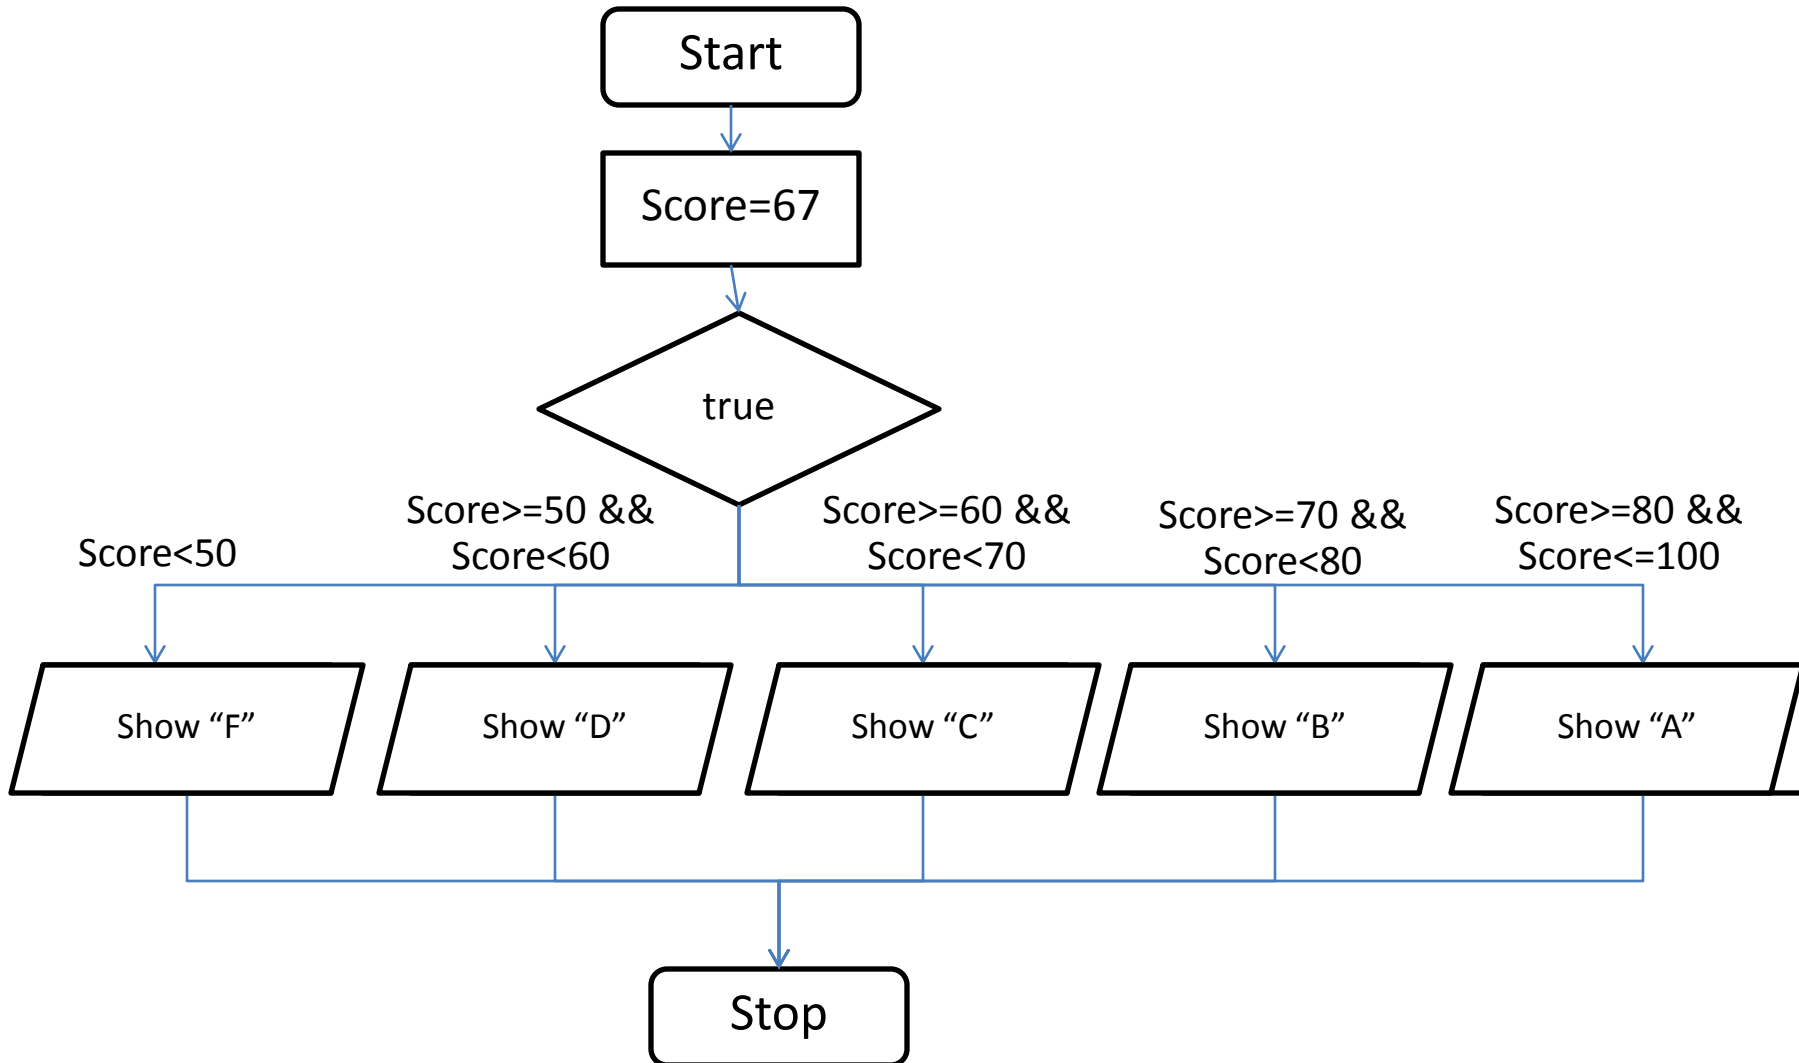 Start
Score=67
true
Score<50
Score>=50 &&
Score<60
Score>=60 &&
Score<70
Score>=70 &&
Score<80
Score>=80 &&
Score<=100
Show “F”
Show “D”
Show “C”
Show “B”
Show “A”
Stop